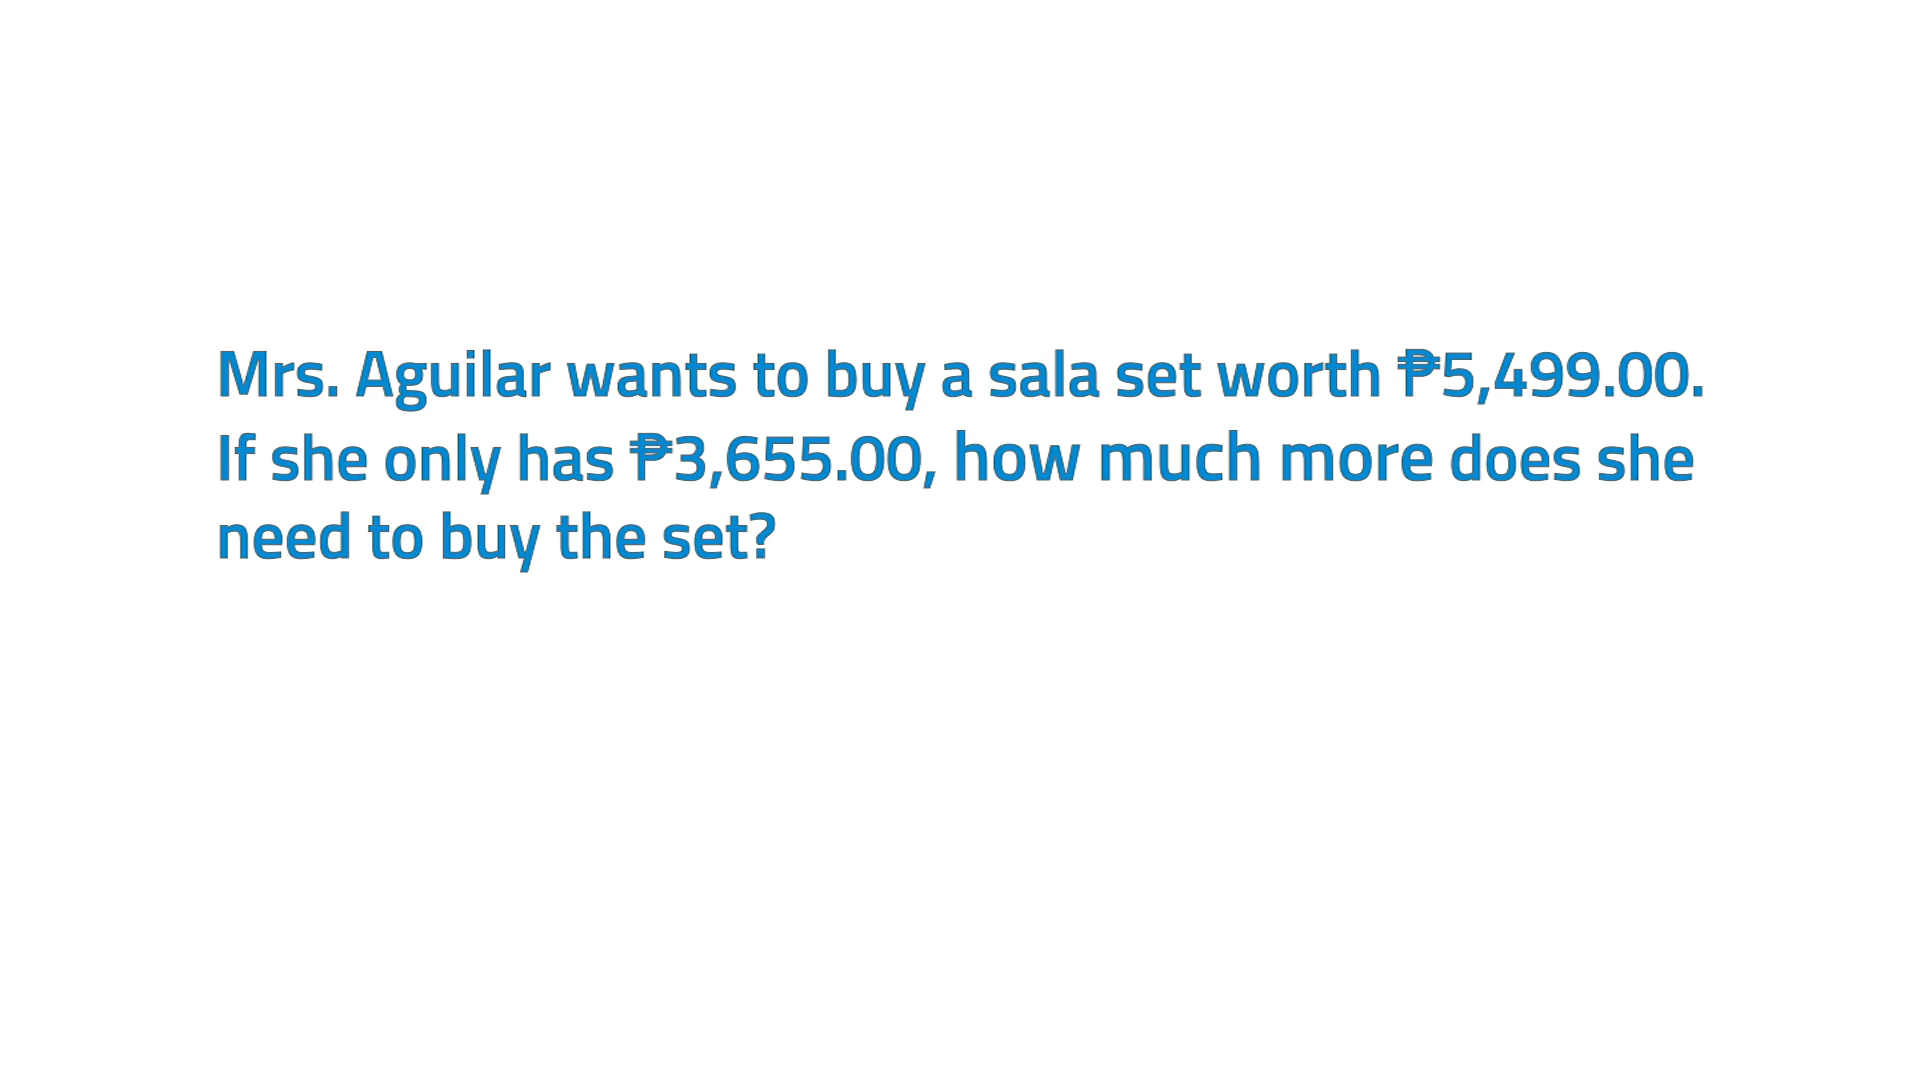 Mrs. Aguilar wants to buy a sala set worth ₱5,499.00.
If she only has ₱3,655.00, how much more does she
need to buy the set?